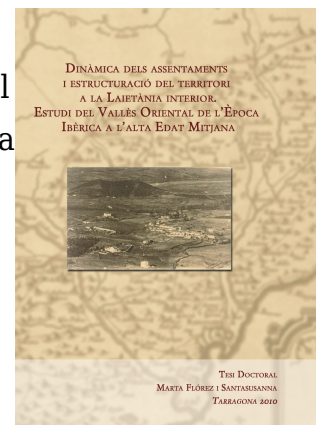 l
a
DINÀMICA DELS ASSENTAMENTS
I ESTRUCTURACIÓ DEL TERRITORI
A LA LAIETÀNIA INTERIOR.
ESTUDI DEL VALLÈS ORIENTAL DE L'ÈPOCA
IBÈRICA A L'ALTA EDAT MITJANA
TESI DOCTORAL
MARTA FLÓREZ I SANTASUSANNA
TARRAGONA 2010